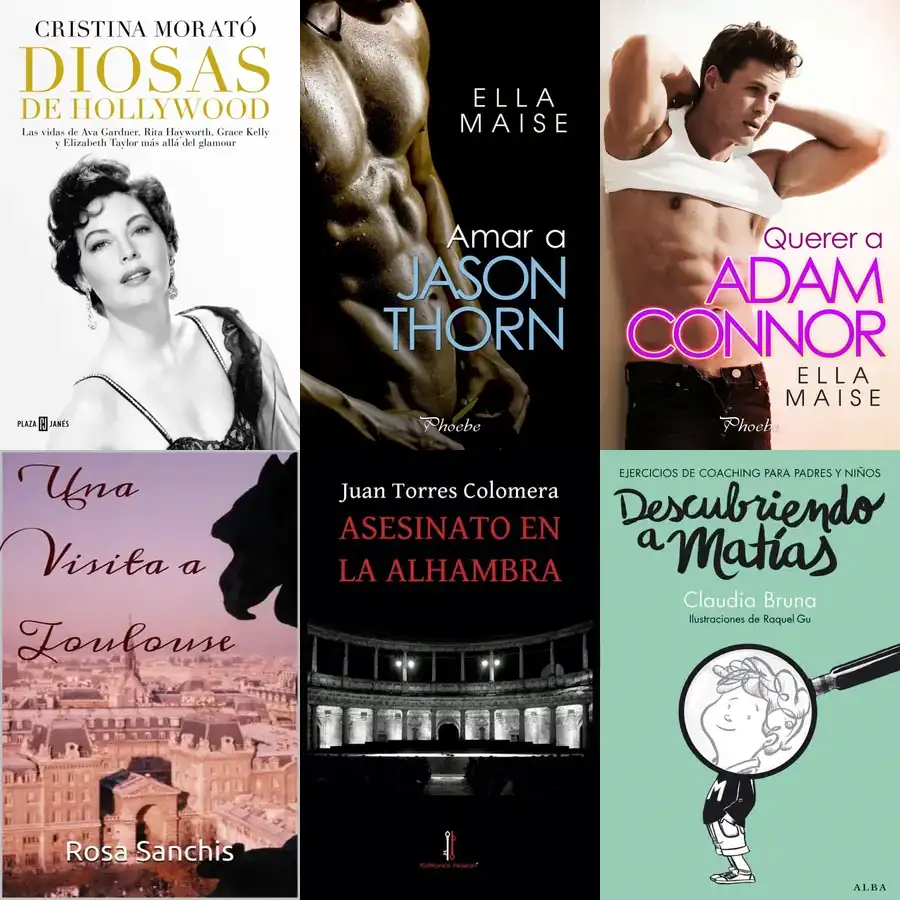 CRISTINA MORATÓ
DIOSAS
DE HOLLYWOOD
Las vidas de Ava Gardner, Rita Hayworth, Grace Kelly
y Elizabeth Taylor más allá del glamour
PLAZA JANÉS
ELLA
MAISE
Amar a
JASON
THORN
Phoebe
Querer a
ADAM
CONNOR
ELLA
MAISE
Phoebe
Una
Visita a
Toulouse
Rosa Sanchis
Juan Torres Colomera
ASESINATO EN
LA ALHAMBRA
EJERCICIOS DE COACHING PARA PADRES Y NIÑOS
Descubriendo
a Matías
Claudia Bruna
Ilustraciones de Raquel Gu
M
ALBA